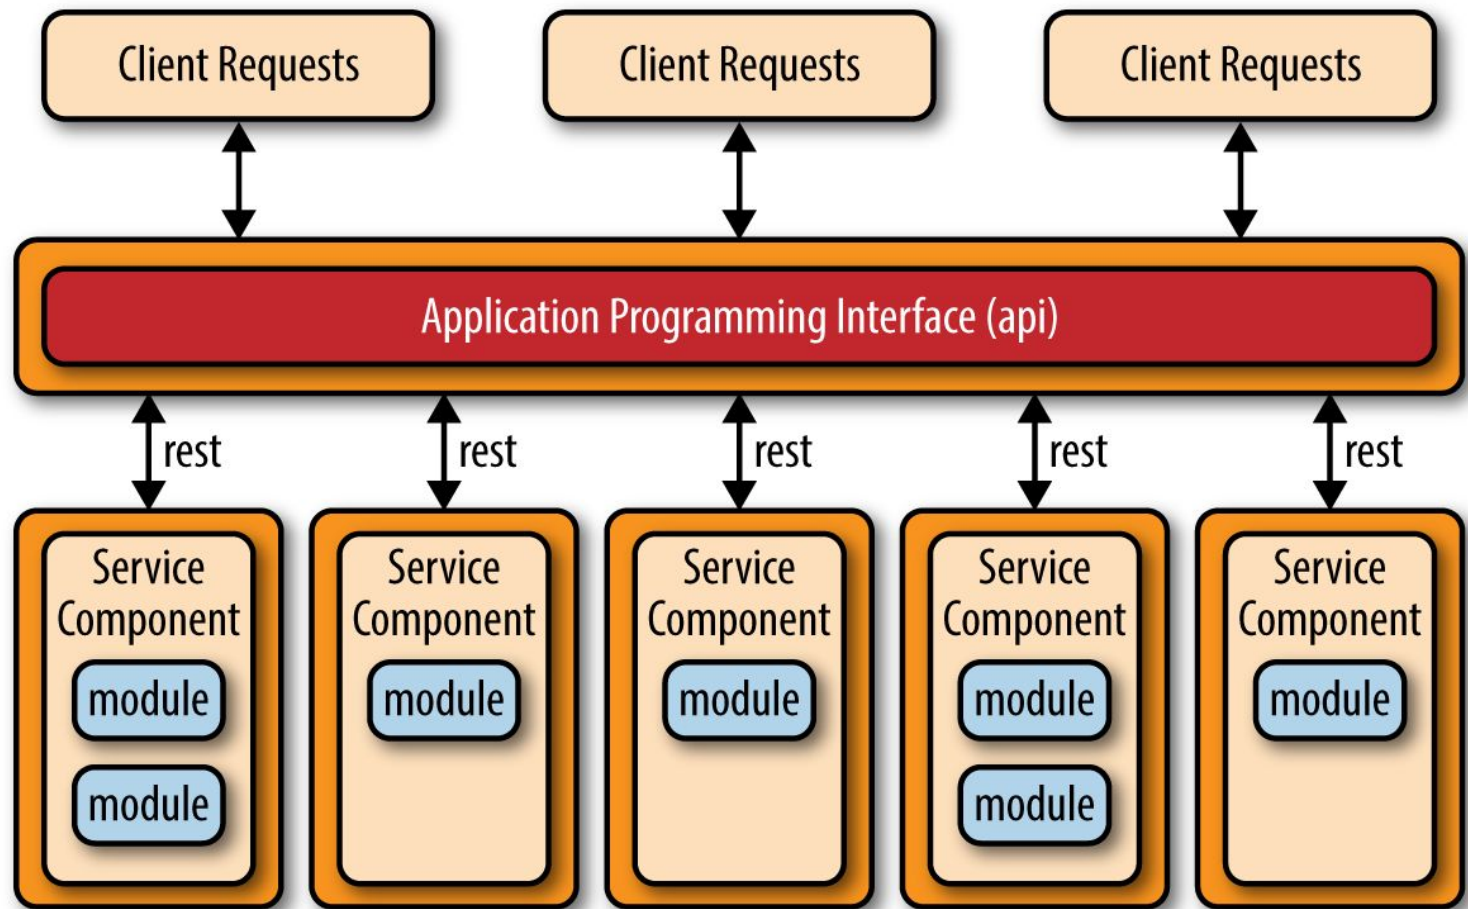 Client Requests
Client Requests
Client Requests
Application Programming Interface (api)
rest
rest
rest
rest
rest
Service
Component
module
module
Service
Component
module
Service
Component
module
Service
Component
module
module
Service
Component
module